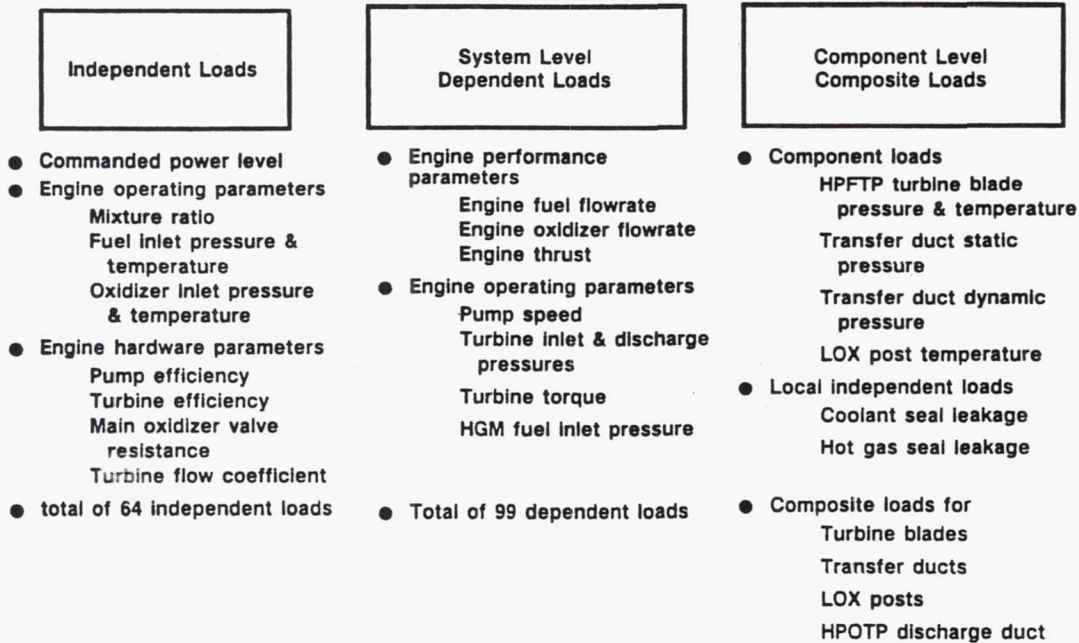 Independent Loads
● Commanded power level
● Engine operating parameters
Mixture ratio
Fuel inlet pressure &
temperature
Oxidizer inlet pressure
& temperature
● Engine hardware parameters
Pump efficiency
Turbine efficiency
Main oxidizer valve
resistance
Turbine flow coefficient
● total of 64 independent loads
System Level
Dependent Loads
● Engine performance
parameters
Engine fuel flowrate
Engine oxidizer flowrate
Engine thrust
● Engine operating parameters
Pump speed
Turbine inlet & discharge
pressures
Turbine torque
HGM fuel inlet pressure
● Total of 99 dependent loads
Component Level
Composite Loads
● Component loads
HPFTP turbine blade
pressure & temperature
Transfer duct static
pressure
Transfer duct dynamic
pressure
LOX post temperature
● Local independent loads
Coolant seal leakage
Hot gas seal leakage
● Composite loads for
Turbine blades
Transfer ducts
LOX posts
HPOTP discharge duct